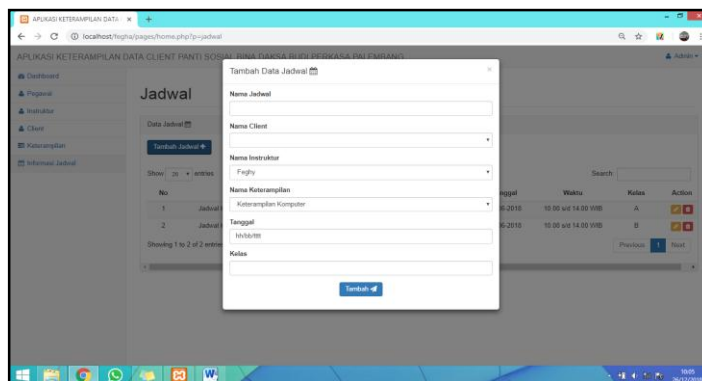 APLIKASI KETERAMPILAN DATA
localhost/fegha/pages/home.php?p=jadwal
APLIKASI KETERAMPILAN DATA CLIENT PANTI SOSIAL BINA DAKSA BUDI PERKASA PALEMBANG
Admin
Dashboard
Pegawai
Instruktur
Client
Keterampilan
Informasi Jadwal
Jadwal
Data Jadwal
Tambah Jadwal
Show entries
Search:
No
Waktu
Kelas
Action
1
Jadwal
10.00 s/d 14.00 WIB
A
2
Jadwal
10.00 s/d 14.00 WIB
B
Showing 1 to 2 of 2 entries
Previous
1
Next
Tambah Data Jadwal
×
Nama Jadwal
Nama Client
Nama Instruktur
Feghy
Nama Keterampilan
Keterampilan Komputer
Tanggal
hh/bb/tttt
Kelas
Tambah
10:05